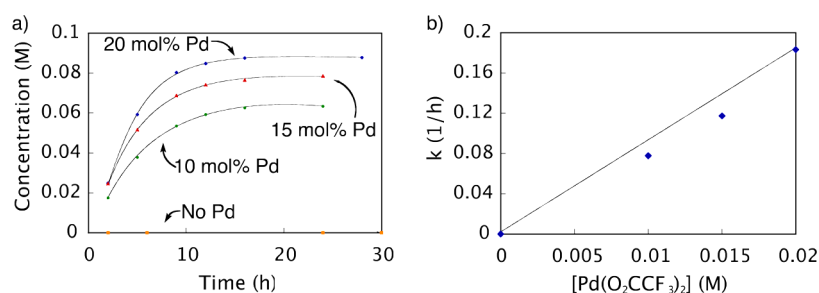 a)
20 mol% Pd
15 mol% Pd
10 mol% Pd
No Pd
0.1
0.08
0.06
0.04
0.02
0
0
10
20
30
Concentration (M)
Time (h)
b)
0.2
0.16
0.12
0.08
0.04
0
0
0.005
0.01
0.015
0.02
k (1/h)
[Pd(O₂CCF₃)₂] (M)